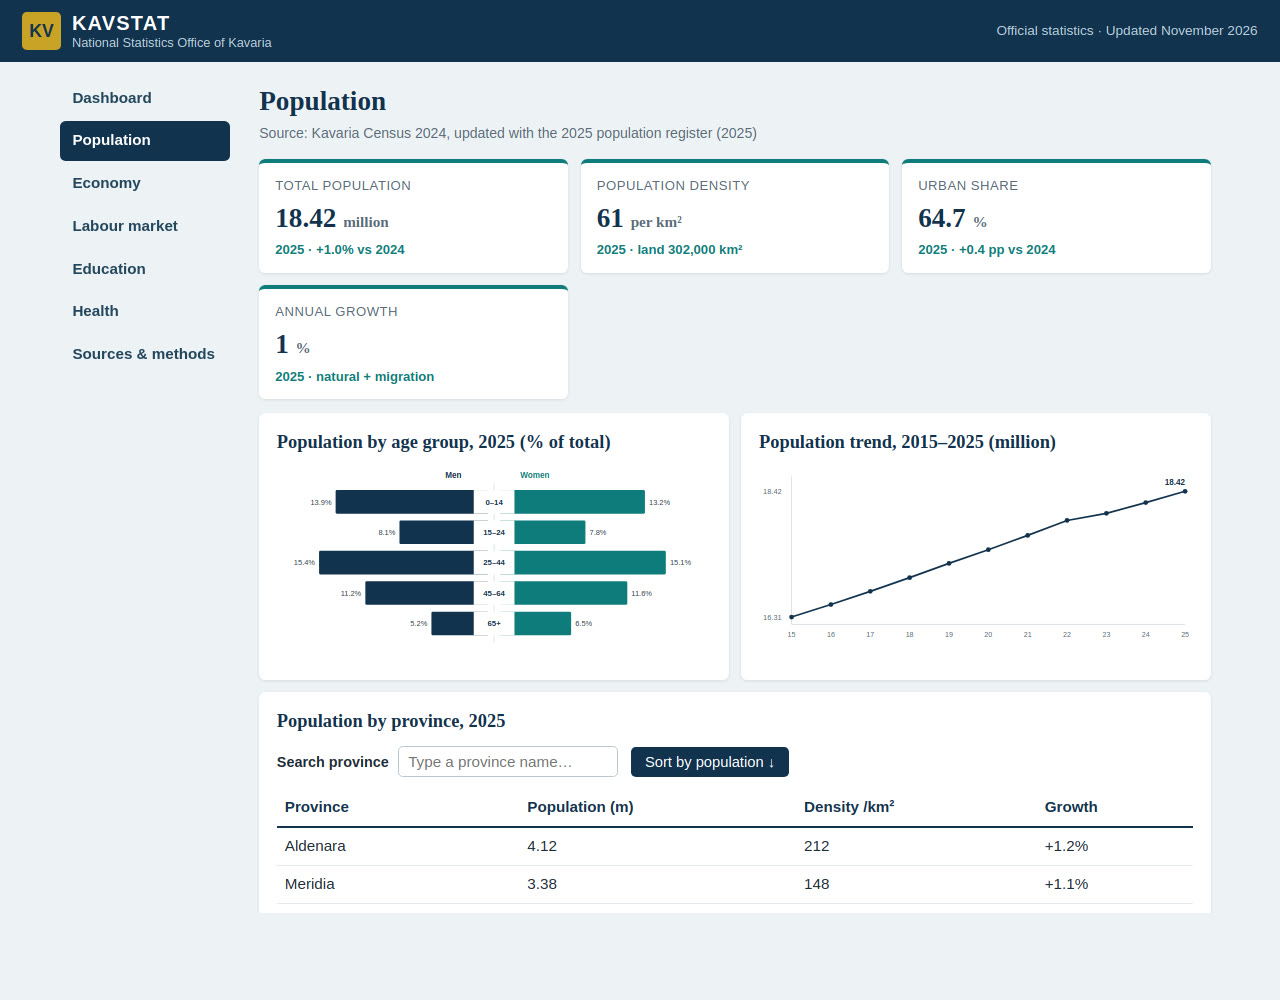 KV
KAVSTAT
National Statistics Office of Kavaria
Official statistics · Updated November 2026
Dashboard
Population
Economy
Labour market
Education
Health
Sources & methods
Population
Source: Kavaria Census 2024, updated with the 2025 population register (2025)
TOTAL POPULATION
18.42 million
2025 · +1.0% vs 2024
POPULATION DENSITY
61 per km²
2025 · land 302,000 km²
URBAN SHARE
64.7 %
2025 · +0.4 pp vs 2024
ANNUAL GROWTH
1 %
2025 · natural + migration
Population by age group, 2025 (% of total)
Men Women
13.9% 0–14 13.2%
8.1% 15–24 7.8%
15.4% 25–44 15.1%
11.2% 45–64 11.6%
5.2% 65+ 6.5%
Population trend, 2015–2025 (million)
18.42
18.42
16.31
15 16 17 18 19 20 21 22 23 24 25
Population by province, 2025
Search province Type a province name… Sort by population ↓
Province Population (m) Density /km² Growth
Aldenara 4.12 212 +1.2%
Meridia 3.38 148 +1.1%